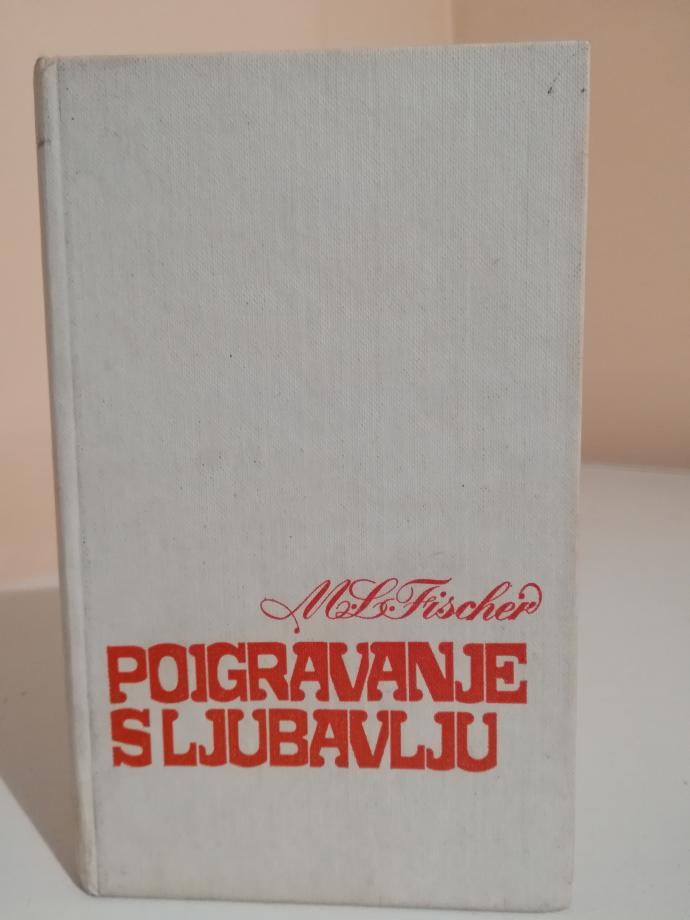 M. L. Fischer
POIGRAVANJE
S LJUBAVLJU